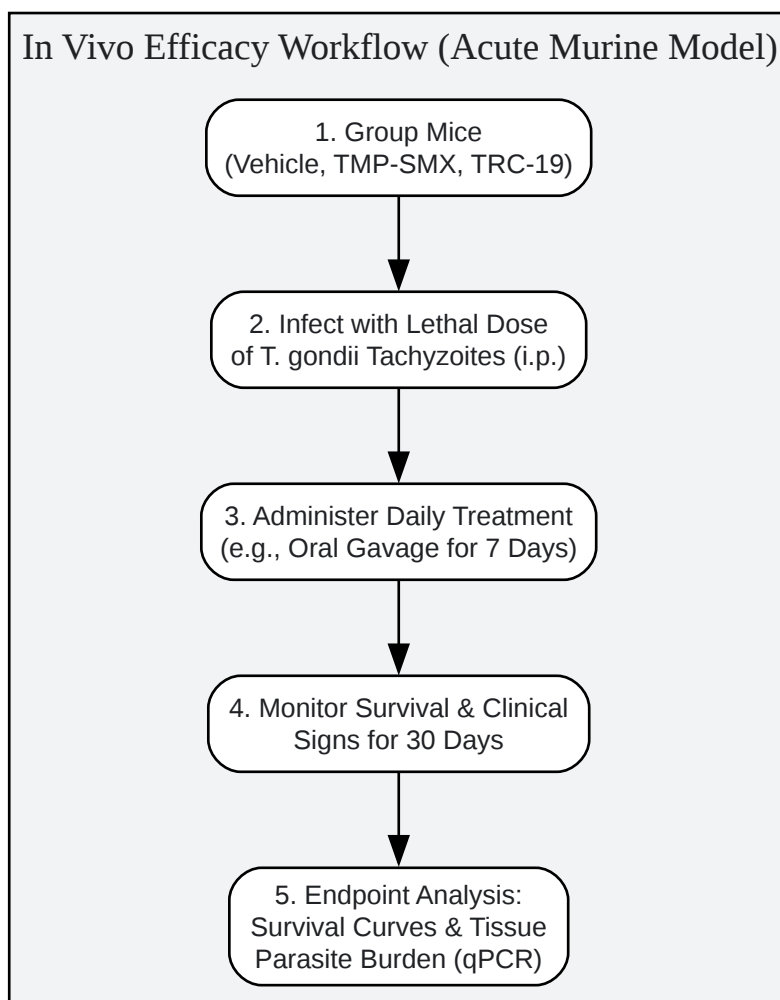 In Vivo Efficacy Workflow (Acute Murine Model)
1. Group Mice
(Vehicle, TMP-SMX, TRC-19)
2. Infect with Lethal Dose
of T. gondii Tachyzoites (i.p.)
3. Administer Daily Treatment
(e.g., Oral Gavage for 7 Days)
4. Monitor Survival & Clinical
Signs for 30 Days
5. Endpoint Analysis:
Survival Curves & Tissue
Parasite Burden (qPCR)